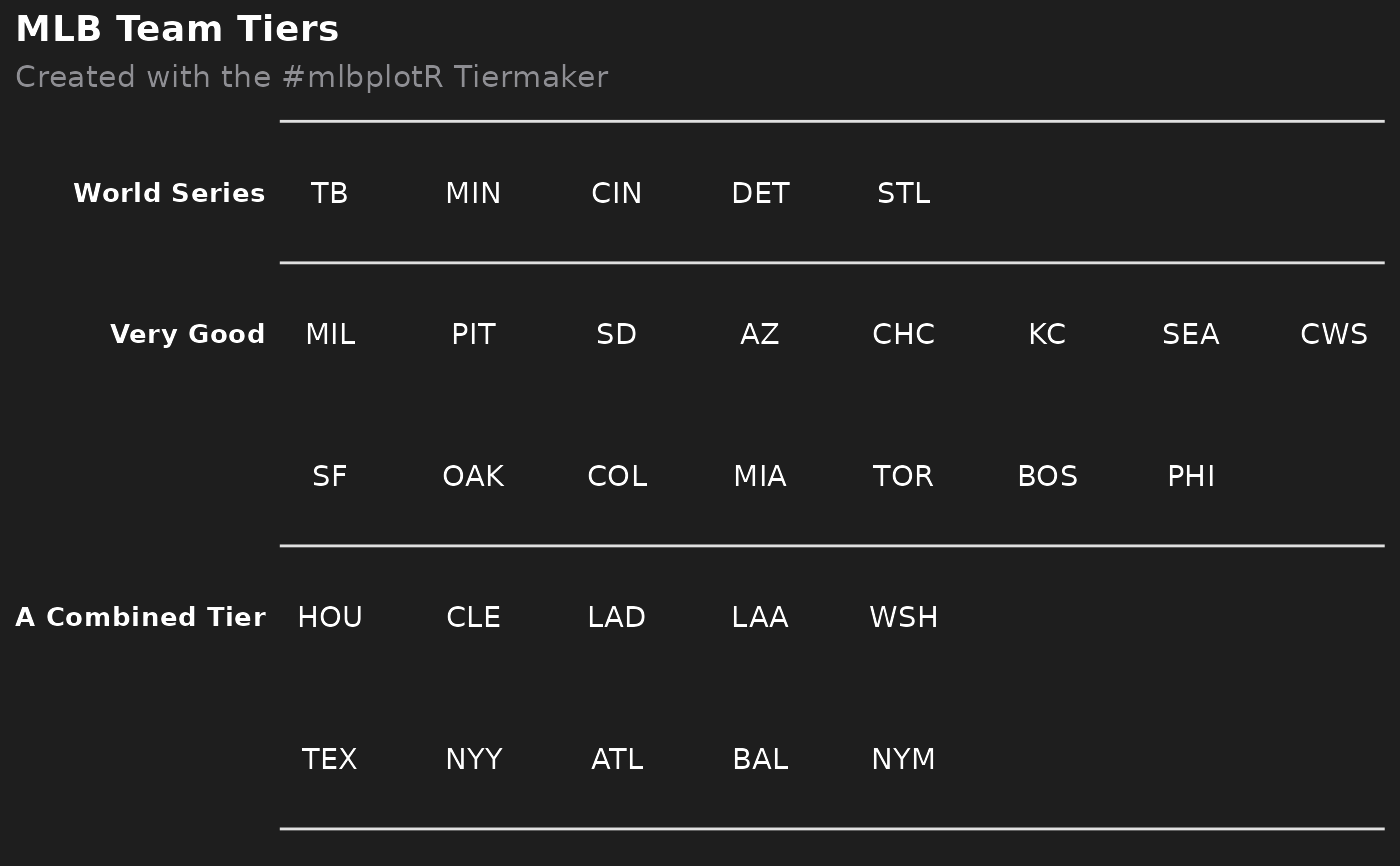 MLB Team Tiers
Created with the #mlbplotR Tiermaker
World Series TB MIN CIN DET STL
Very Good MIL PIT SD AZ CHC KC SEA CWS
SF OAK COL MIA TOR BOS PHI
A Combined Tier HOU CLE LAD LAA WSH
TEX NYY ATL BAL NYM